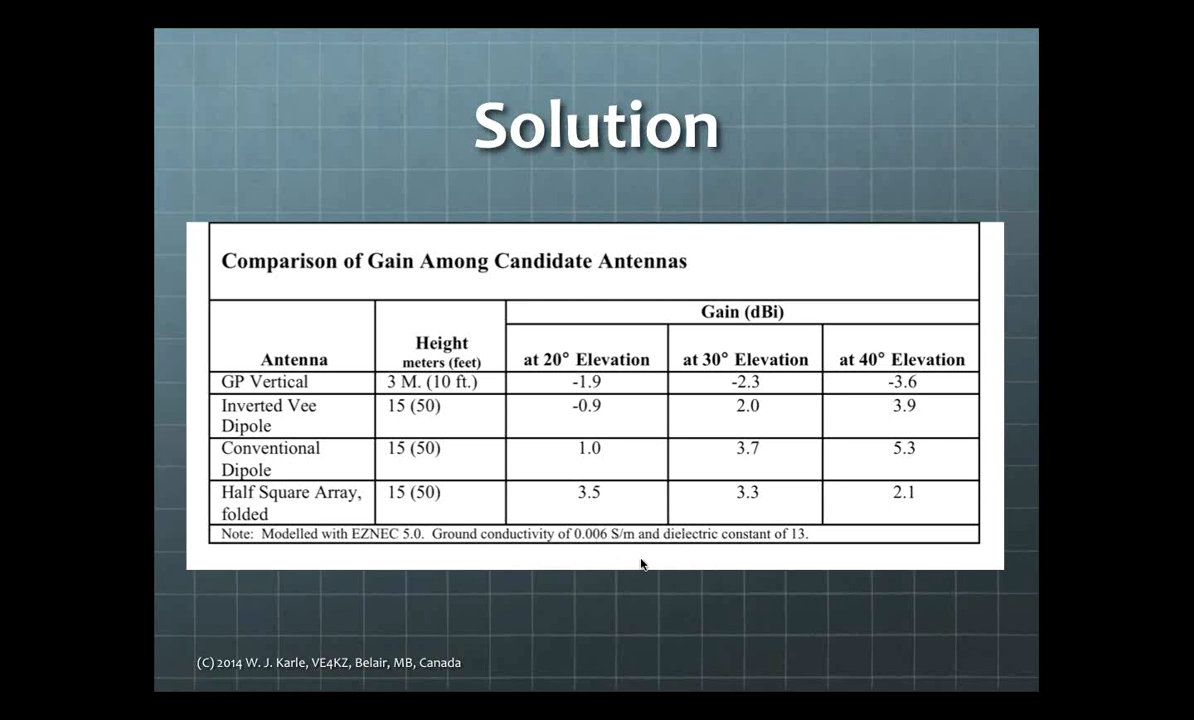 Solution
Comparison of Gain Among Candidate Antennas
Gain (dBi)
Antenna
Height
meters (feet)
at 20° Elevation
at 30° Elevation
at 40° Elevation
GP Vertical 3 M. (10 ft.) -1.9 -2.3 -3.6
Inverted Vee 15 (50) -0.9 2.0 3.9
Dipole
Conventional 15 (50) 1.0 3.7 5.3
Dipole
Half Square Array, 15 (50) 3.5 3.3 2.1
folded
Note: Modelled with EZNEC 5.0. Ground conductivity of 0.006 S/m and dielectric constant of 13.
(C) 2014 W. J. Karle, VE4KZ, Belair, MB, Canada